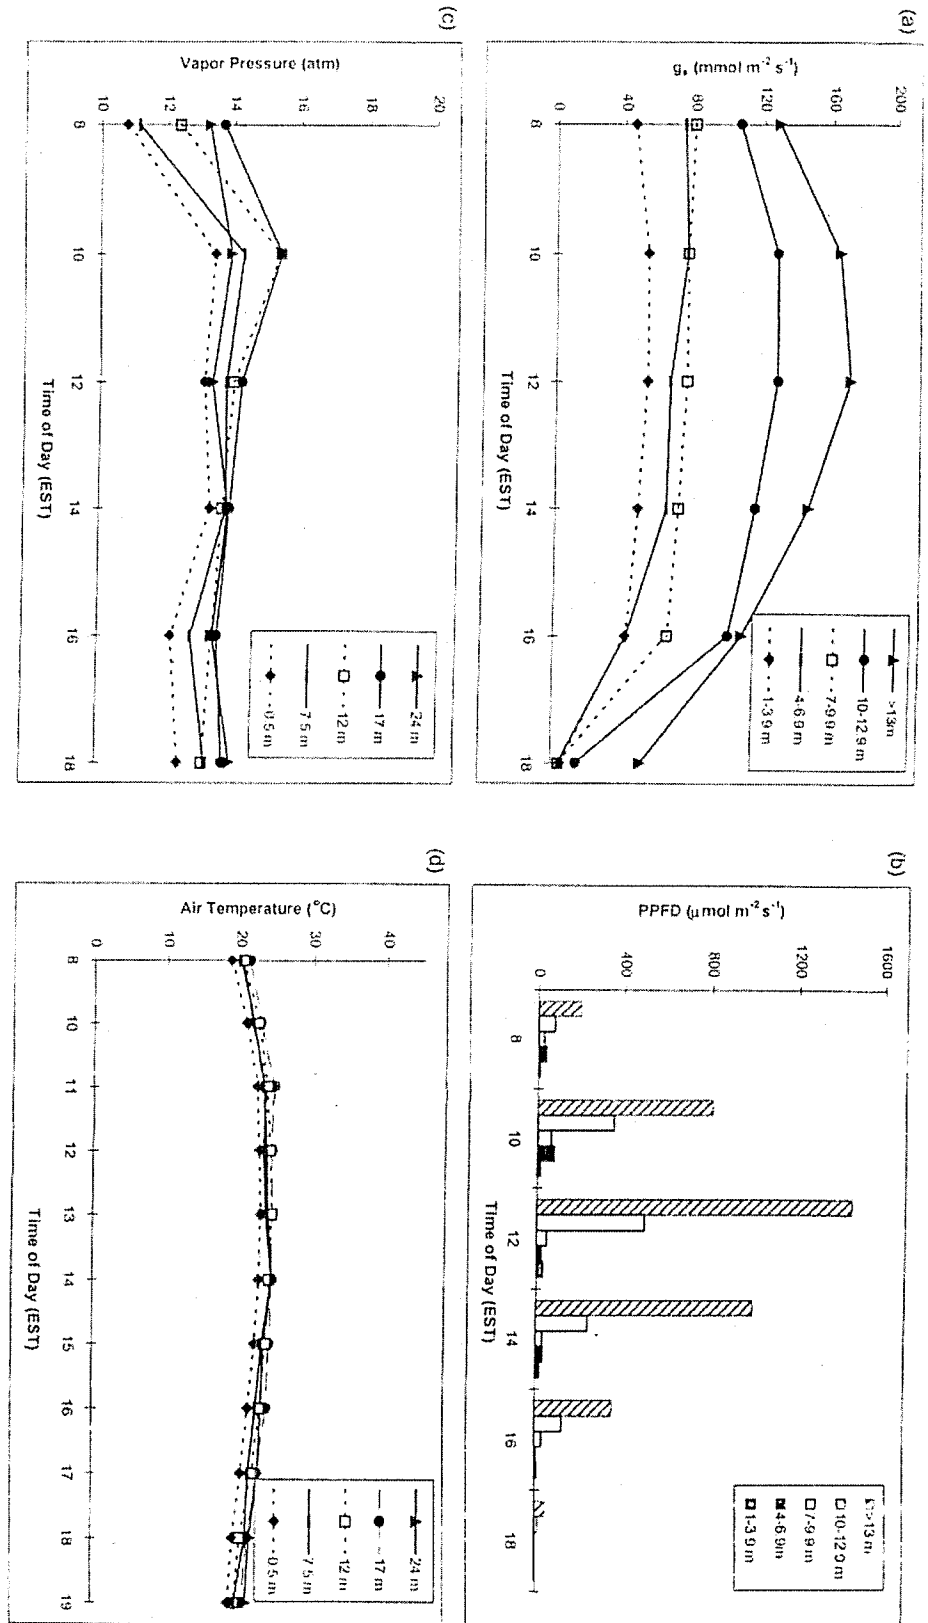 (a)
g_s (mmol m⁻² s⁻¹)
200
160
120
80
40
0
8
10
12
14
16
18
Time of Day (EST)
>13m
10-12.9 m
7-9.9 m
4-6.9 m
1-3.9 m
(b)
PPFD (μmol m⁻² s⁻¹)
1600
1200
800
400
0
8
10
12
14
16
18
Time of Day (EST)
>13 m
10-12.9 m
7-9.9 m
4-6.9 m
1-3.9 m
(c)
Vapor Pressure (atm)
20
18
16
14
12
10
8
10
12
14
16
18
Time of Day (EST)
24 m
17 m
12 m
7.5 m
0.5 m
(d)
Air Temperature (°C)
40
30
20
10
0
8
10
11
12
13
14
15
16
17
18
19
Time of Day (EST)
24 m
17 m
12 m
7.5 m
0.5 m